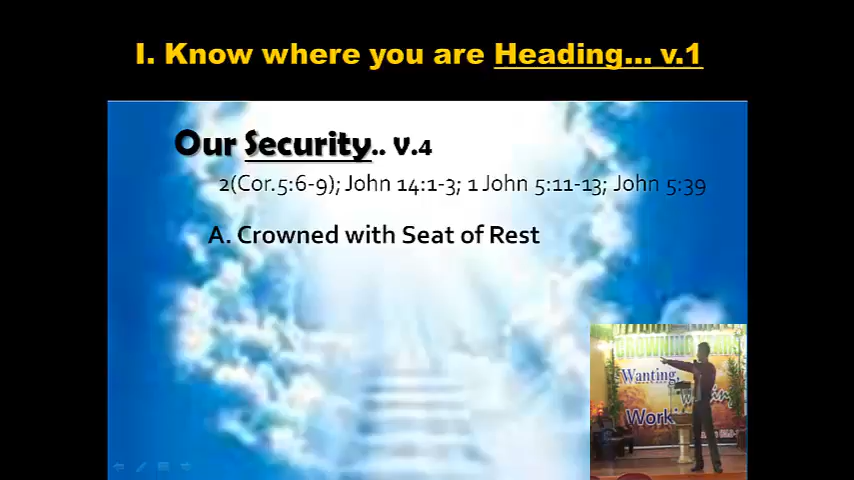 I. Know where you are Heading... v.1
Our Security.. v.4
2(Cor.5:6-9); John 14:1-3; 1 John 5:11-13; John 5:39
A. Crowned with Seat of Rest
CROWNING
Wanting,
Work